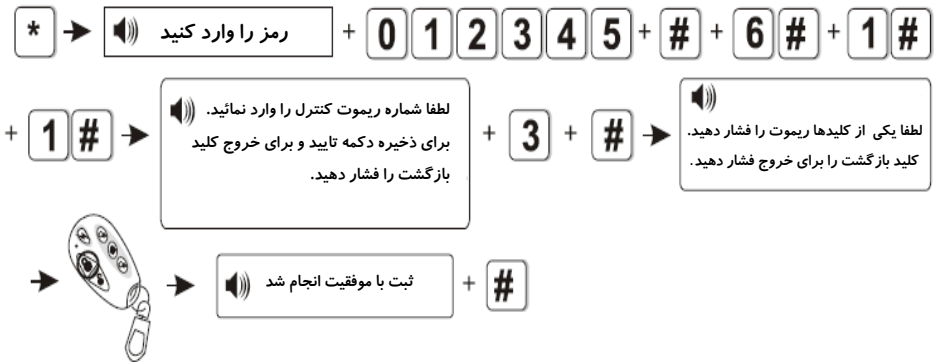 * رمز را وارد کنید + 0 1 2 3 4 5 + # + 6 # + 1 #
+ 1 # لطفا شماره ریموت کنترل را وارد نمائید.
برای ذخیره دکمه تایید و برای خروج کلید
بازگشت را فشار دهید.
+ 3 + #
لطفا یکی از کلیدها ریموت را فشار دهید.
کلید بازگشت را برای خروج فشار دهید.
ثبت با موفقیت انجام شد + #